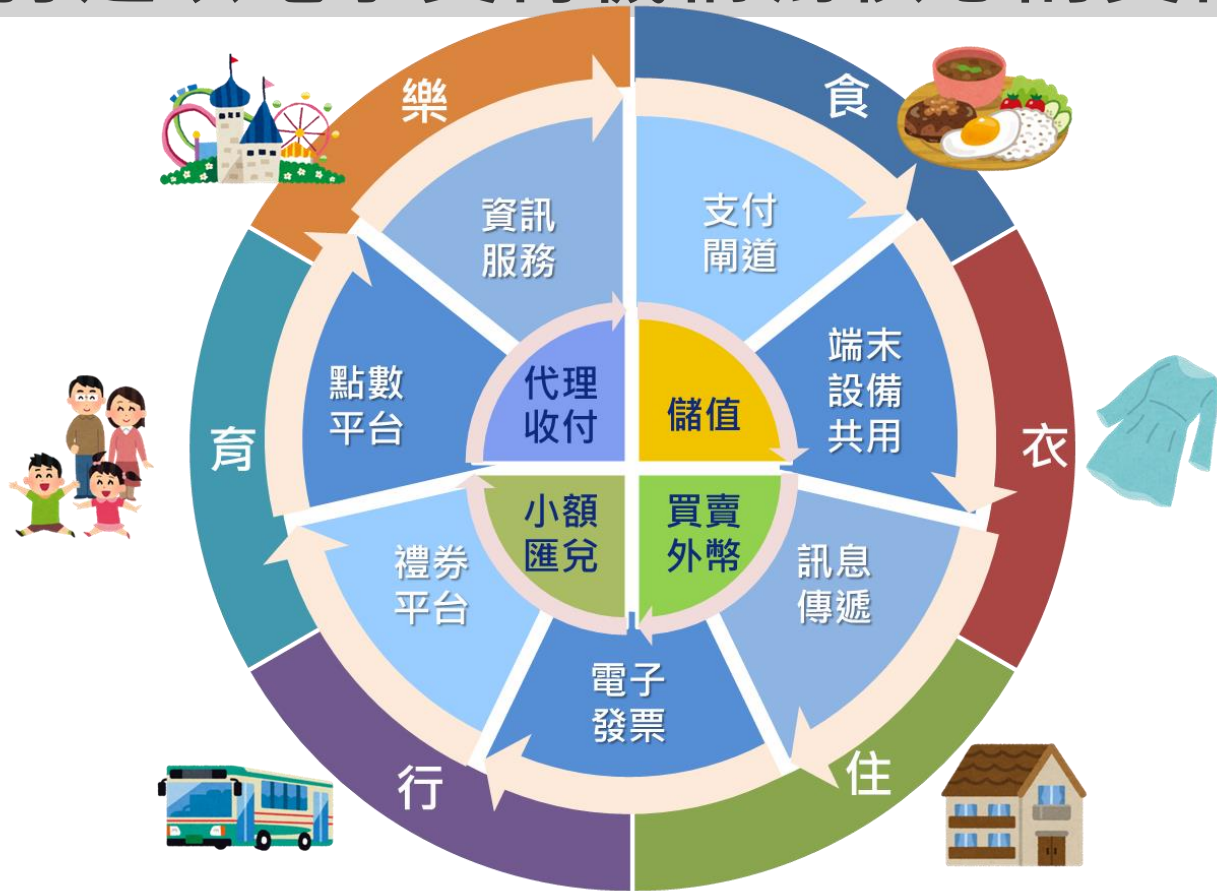 樂
食
資訊
服務
支付
閘道
點數
平台
代理
收付
儲值
端末
設備
共用
育
衣
小額
匯兌
買賣
外幣
禮券
平台
訊息
傳遞
電子
發票
行
住